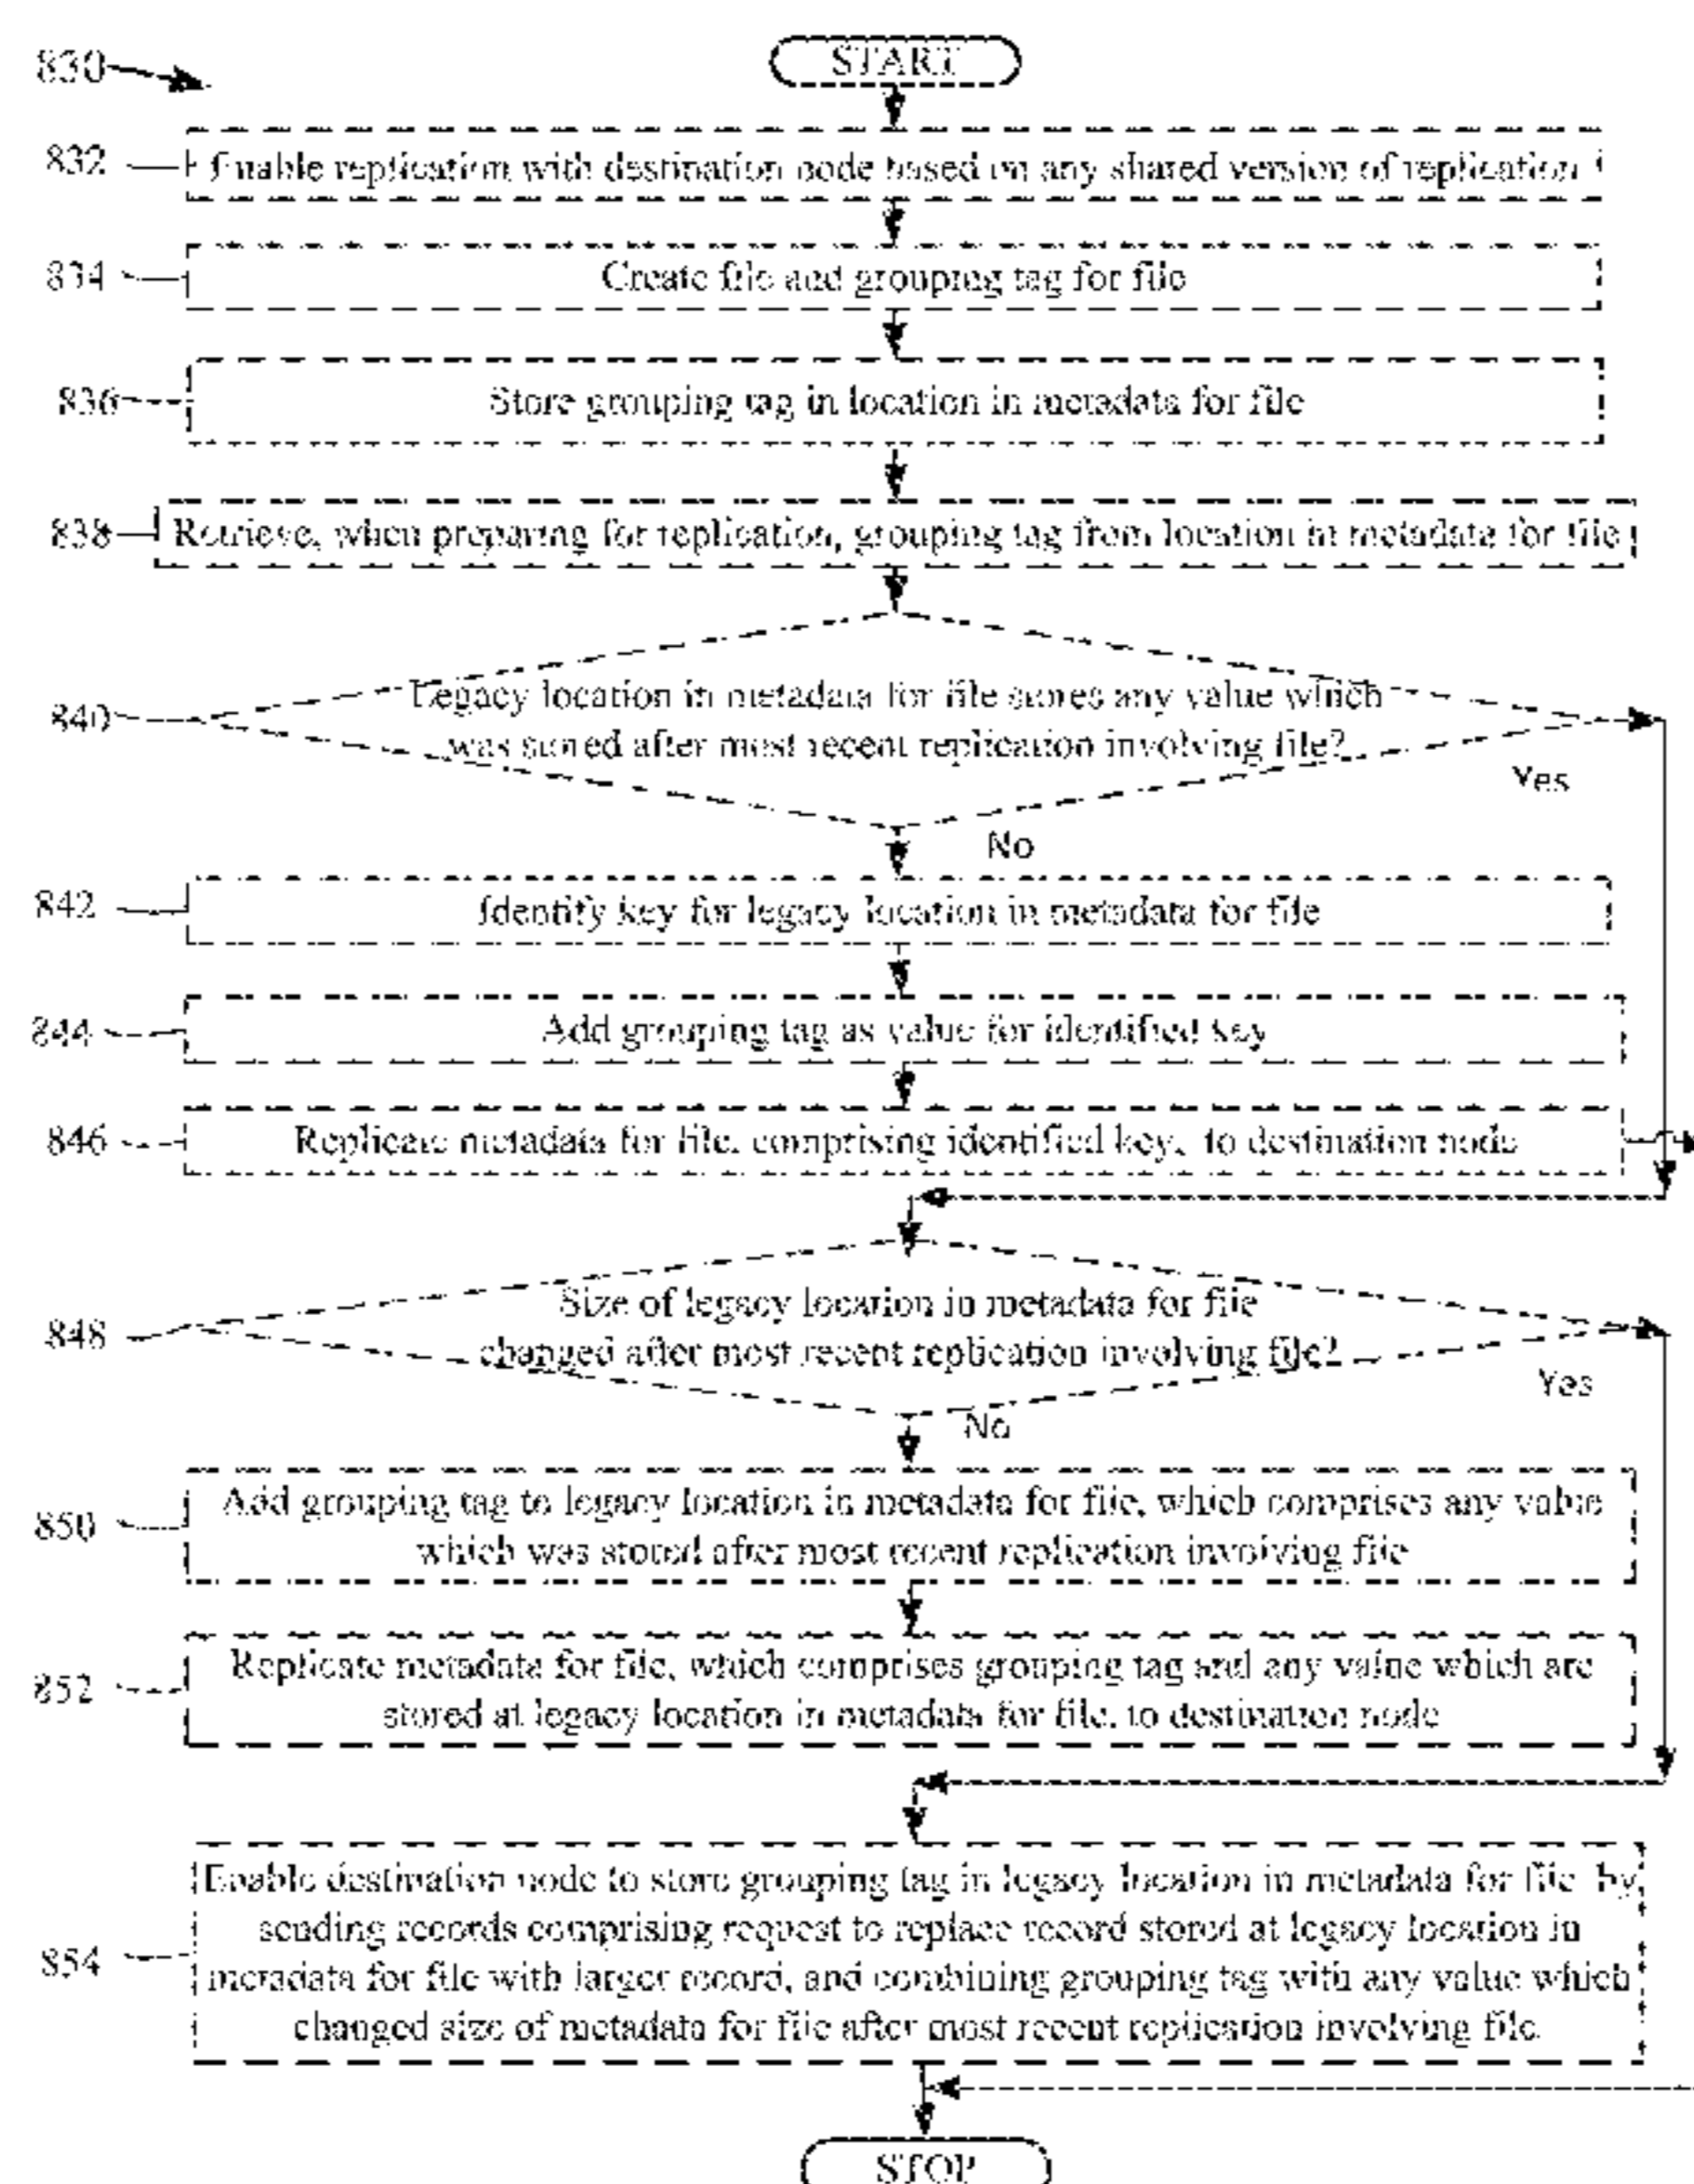 830
START
832
Enable replication with destination node based on any shared version of replication
834
Create file and grouping tag for file
836
Store grouping tag in location in metadata for file
838
Retrieve, when preparing for replication, grouping tag from location in metadata for file
840
Legacy location in metadata for file stores any value which
was stored after most recent replication involving file?
Yes
No
842
Identify key for legacy location in metadata for file
844
Add grouping tag as value for identified key
846
Replicate metadata for file, comprising identified key, to destination node
848
Size of legacy location in metadata for file
changed after most recent replication involving file?
Yes
No
850
Add grouping tag to legacy location in metadata for file, which comprises any value
which was stored after most recent replication involving file
852
Replicate metadata for file, which comprises grouping tag and any value which are
stored at legacy location in metadata for file, to destination node
854
Enable destination node to store grouping tag in legacy location in metadata for file by
sending records comprising request to replace record stored at legacy location in
metadata for file with larger record, and combining grouping tag with any value which
changed size of metadata for file after most recent replication involving file
STOP